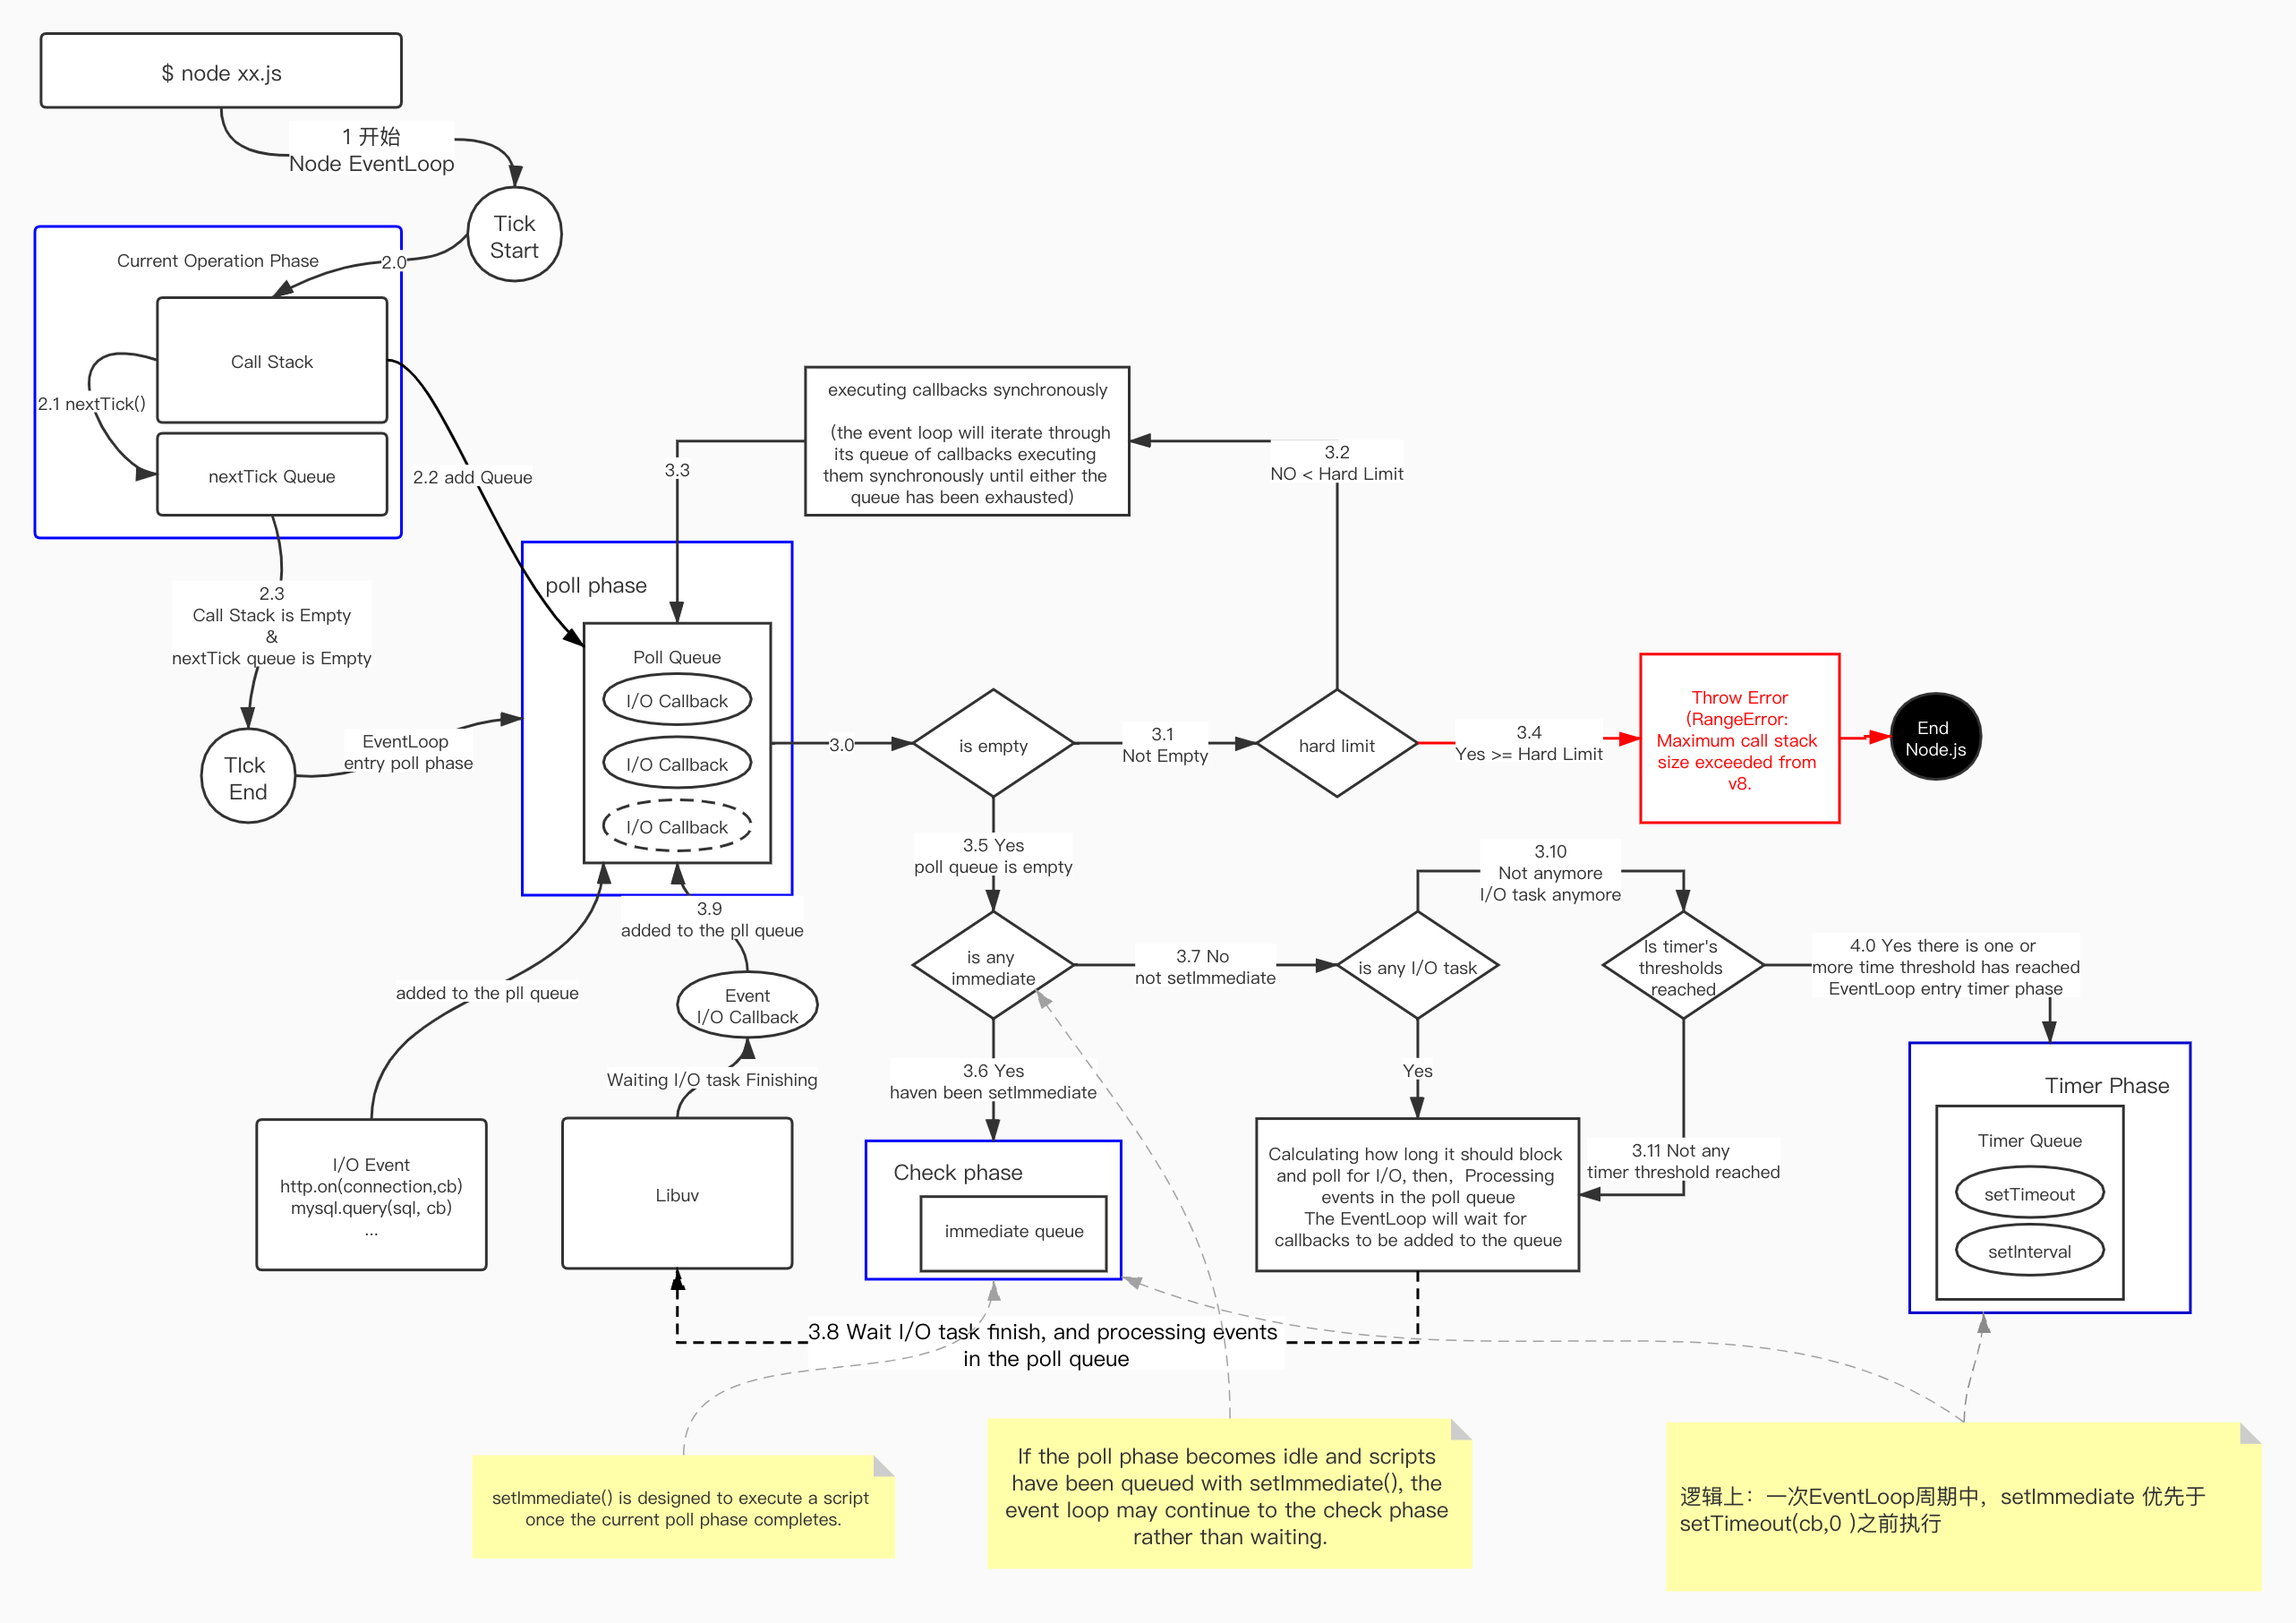 $ node xx.js
1 开始
Node EventLoop
Tick
Start
Current Operation Phase
2.0
Call Stack
2.1 nextTick()
nextTick Queue
2.2 add Queue
2.3
Call Stack is Empty
&
nextTick queue is Empty
TIck
End
EventLoop
entry poll phase
executing callbacks synchronously
(the event loop will iterate through
its queue of callbacks executing
them synchronously until either the
queue has been exhausted)
3.2
NO < Hard Limit
3.3
poll phase
Poll Queue
I/O Callback
I/O Callback
I/O Callback
3.0
is empty
3.1
Not Empty
hard limit
3.4
Yes >= Hard Limit
Throw Error
(RangeError:
Maximum call stack
size exceeded from
v8.
End
Node.js
3.5 Yes
poll queue is empty
3.10
Not anymore
I/O task anymore
3.9
added to the pll queue
is any
immediate
3.7 No
not setImmediate
is any I/O task
Is timer's
thresholds
reached
4.0 Yes there is one or
more time threshold has reached
EventLoop entry timer phase
added to the pll queue
Event
I/O Callback
Waiting I/O task Finishing
3.6 Yes
haven been setImmediate
Yes
Timer Phase
Timer Queue
setTimeout
setInterval
I/O Event
http.on(connection,cb)
mysql.query(sql, cb)
...
Libuv
Check phase
immediate queue
Calculating how long it should block
and poll for I/O, then，Processing
events in the poll queue
The EventLoop will wait for
callbacks to be added to the queue
3.11 Not any
timer threshold reached
3.8 Wait I/O task finish, and processing events
in the poll queue
setImmediate() is designed to execute a script
once the current poll phase completes.
If the poll phase becomes idle and scripts
have been queued with setImmediate(), the
event loop may continue to the check phase
rather than waiting.
逻辑上：一次EventLoop周期中，setImmediate 优先于
setTimeout(cb,0 )之前执行